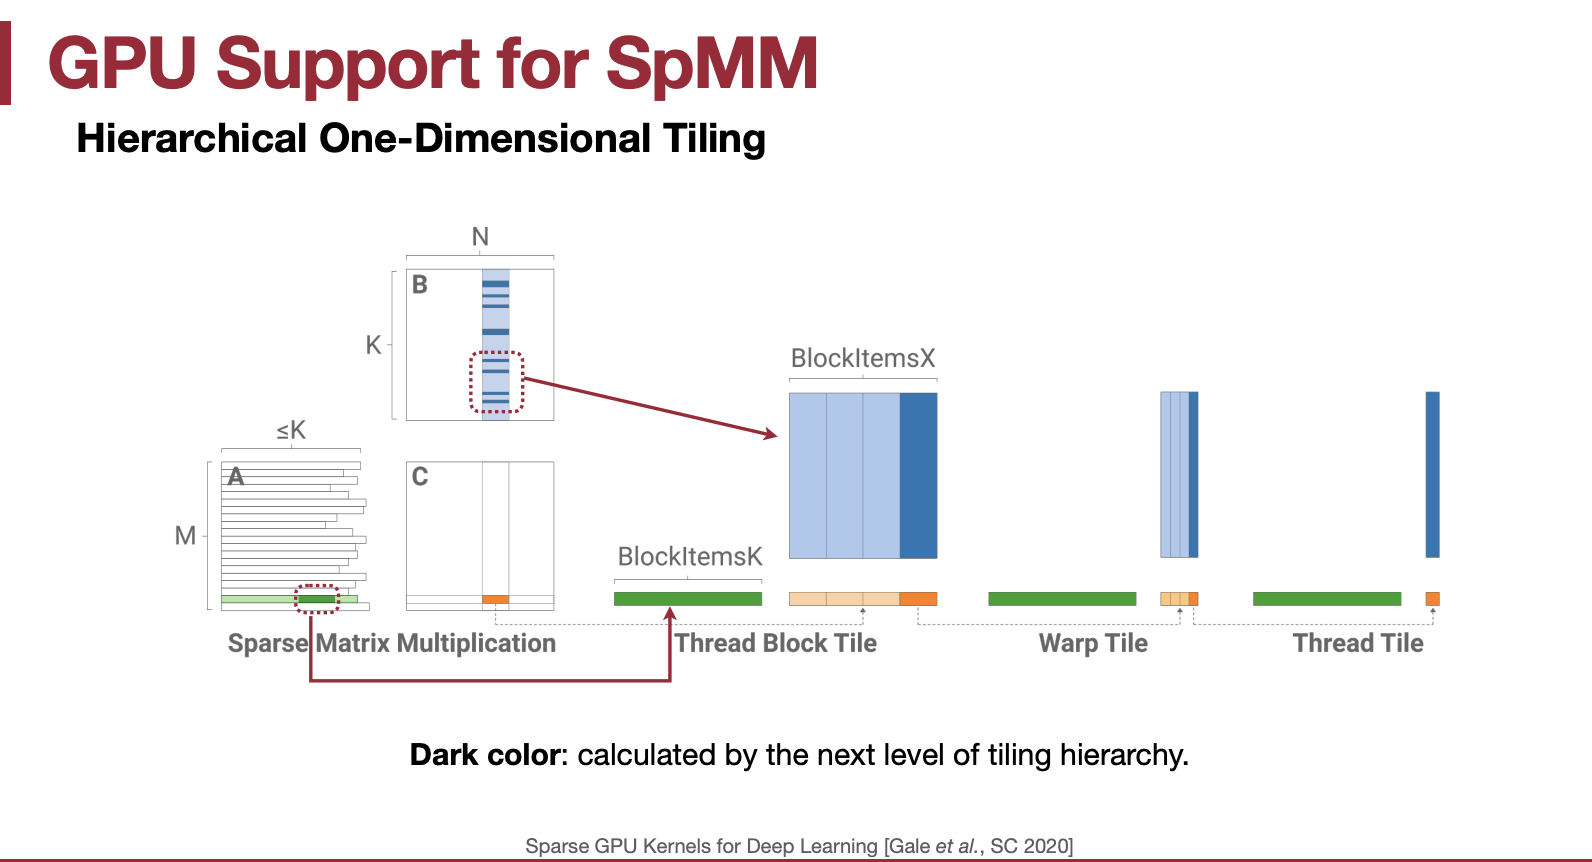 GPU Support for SpMM
Hierarchical One-Dimensional Tiling
N
B
K
BlockItemsX
≤K
A
C
M
BlockItemsK
Sparse Matrix Multiplication
Thread Block Tile
Warp Tile
Thread Tile
Dark color: calculated by the next level of tiling hierarchy.
Sparse GPU Kernels for Deep Learning [Gale et al., SC 2020]